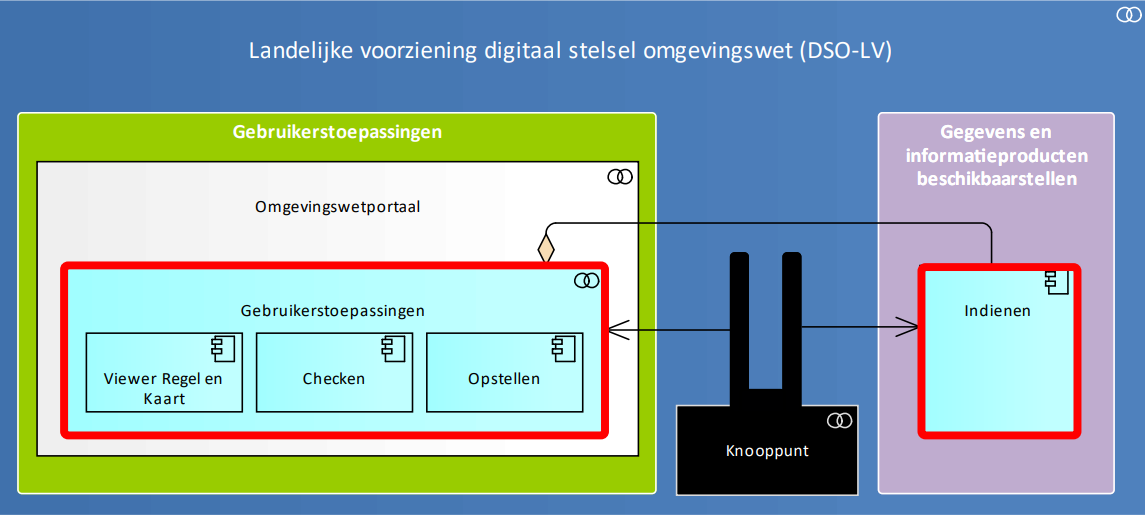 Landelijke voorziening digitaal stelsel omgevingswet (DSO-LV)
Gebruikerstoepassingen
Omgevingswetportaal
Gebruikerstoepassingen
Viewer Regel en
Kaart
Checken
Opstellen
Knooppunt
Gegevens en
informatieproducten
beschikbaarstellen
Indienen